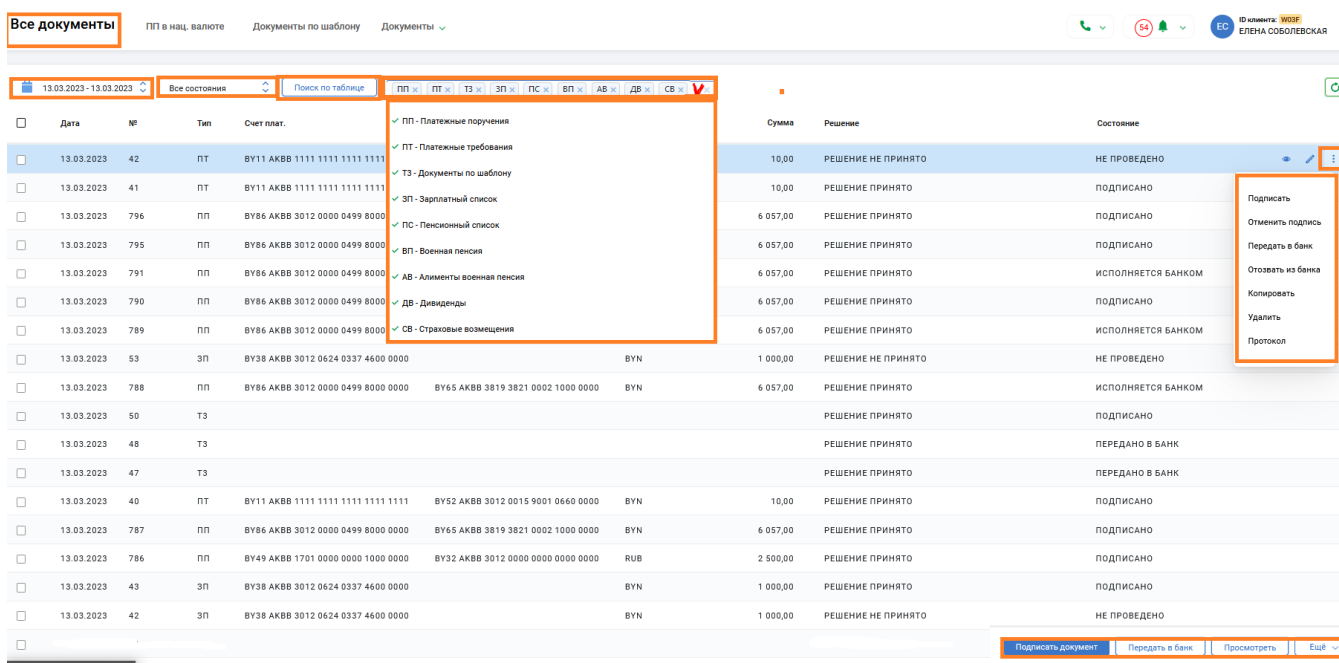 Все документы ПП в нац. валюте Документы по шаблону Документы 54 ЕС ID клиента: W03F
ЕЛЕНА СОБОЛЕВСКАЯ
13.03.2023 - 13.03.2023 Все состояния Поиск по таблице ПП × ПТ × ТЗ × ЗП × ПС × ВП × АВ × ДВ × СВ ×
Дата № Тип Счет плат. Сумма Решение Состояние
ПП - Платежные поручения
ПТ - Платежные требования
ТЗ - Документы по шаблону
ЗП - Зарплатный список
ПС - Пенсионный список
ВП - Военная пенсия
АВ - Алименты военная пенсия
ДВ - Дивиденды
СВ - Страховые возмещения
13.03.2023 42 ПТ BY11 AKBB 1111 1111 1111 1111 10,00 РЕШЕНИЕ НЕ ПРИНЯТО НЕ ПРОВЕДЕНО
13.03.2023 41 ПТ BY11 AKBB 1111 1111 1111 1111 10,00 РЕШЕНИЕ ПРИНЯТО ПОДПИСАНО
13.03.2023 796 ПП BY86 AKBB 3012 0000 0499 8000 6 057,00 РЕШЕНИЕ ПРИНЯТО ПОДПИСАНО
13.03.2023 795 ПП BY86 AKBB 3012 0000 0499 8000 6 057,00 РЕШЕНИЕ ПРИНЯТО ПОДПИСАНО
13.03.2023 791 ПП BY86 AKBB 3012 0000 0499 8000 6 057,00 РЕШЕНИЕ ПРИНЯТО ИСПОЛНЯЕТСЯ БАНКОМ
13.03.2023 790 ПП BY86 AKBB 3012 0000 0499 8000 6 057,00 РЕШЕНИЕ ПРИНЯТО ПОДПИСАНО
13.03.2023 789 ПП BY86 AKBB 3012 0000 0499 8000 6 057,00 РЕШЕНИЕ ПРИНЯТО ИСПОЛНЯЕТСЯ БАНКОМ
13.03.2023 53 ЗП BY38 AKBB 3012 0624 0337 4600 0000 BYN 1 000,00 РЕШЕНИЕ НЕ ПРИНЯТО НЕ ПРОВЕДЕНО
13.03.2023 788 ПП BY86 AKBB 3012 0000 0499 8000 0000 BY65 AKBB 3819 3821 0002 1000 0000 BYN 6 057,00 РЕШЕНИЕ ПРИНЯТО ИСПОЛНЯЕТСЯ БАНКОМ
13.03.2023 50 ТЗ РЕШЕНИЕ ПРИНЯТО ПОДПИСАНО
13.03.2023 48 ТЗ РЕШЕНИЕ ПРИНЯТО ПЕРЕДАНО В БАНК
13.03.2023 47 ТЗ РЕШЕНИЕ ПРИНЯТО ПЕРЕДАНО В БАНК
13.03.2023 40 ПТ BY11 AKBB 1111 1111 1111 1111 1111 BY52 AKBB 3012 0015 9001 0660 0000 BYN 10,00 РЕШЕНИЕ ПРИНЯТО ПОДПИСАНО
13.03.2023 787 ПП BY86 AKBB 3012 0000 0499 8000 0000 BY65 AKBB 3819 3821 0002 1000 0000 BYN 6 057,00 РЕШЕНИЕ ПРИНЯТО ПОДПИСАНО
13.03.2023 786 ПП BY49 AKBB 1701 0000 0000 1000 0000 BY32 AKBB 3012 0000 0000 0000 0000 RUB 2 500,00 РЕШЕНИЕ ПРИНЯТО ПОДПИСАНО
13.03.2023 43 ЗП BY38 AKBB 3012 0624 0337 4600 0000 BYN 1 000,00 РЕШЕНИЕ ПРИНЯТО ПОДПИСАНО
13.03.2023 42 ЗП BY38 AKBB 3012 0624 0337 4600 0000 BYN 1 000,00 РЕШЕНИЕ НЕ ПРИНЯТО НЕ ПРОВЕДЕНО
Подписать
Отменить подпись
Передать в банк
Отозвать из банка
Копировать
Удалить
Протокол
Подписать документ Передать в банк Просмотреть Ещё